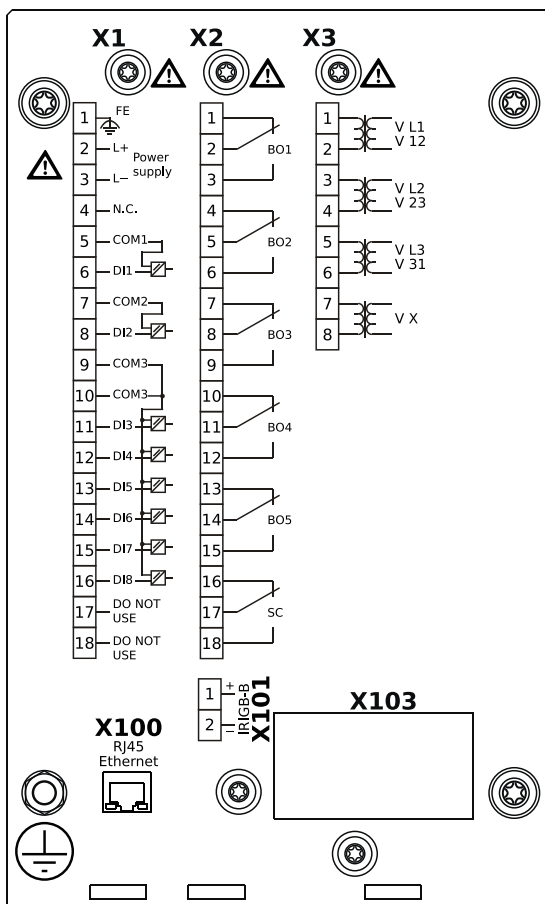 X1 X2 X3
1 FE
2 L+
Power
supply
3 L−
4 N.C.
5 COM1
6 DI1
7 COM2
8 DI2
9 COM3
10 COM3
11 DI3
12 DI4
13 DI5
14 DI6
15 DI7
16 DI8
17 DO NOT
USE
18 DO NOT
USE
1
2 BO1
3
4
5 BO2
6
7
8 BO3
9
10
11 BO4
12
13
14 BO5
15
16
17 SC
18
1 V L1
2 V 12
3 V L2
4 V 23
5 V L3
6 V 31
7 V X
8
1 +
2 −
IRIGB-B
X101
X100
RJ45
Ethernet
X103